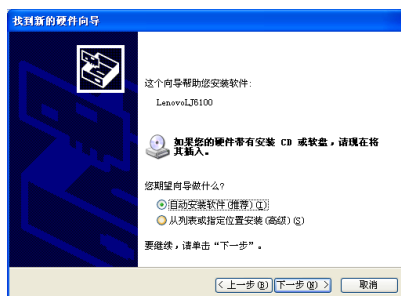 找到新的硬件向导
这个向导帮助您安装软件:
LenovoLJ6100
如果您的硬件带有安装 CD 或软盘，请现在将
其插入。
您期望向导做什么?
自动安装软件(推荐)(I)
从列表或指定位置安装(高级)(S)
要继续，请单击“下一步”。
< 上一步(B)
下一步(N) >
取消